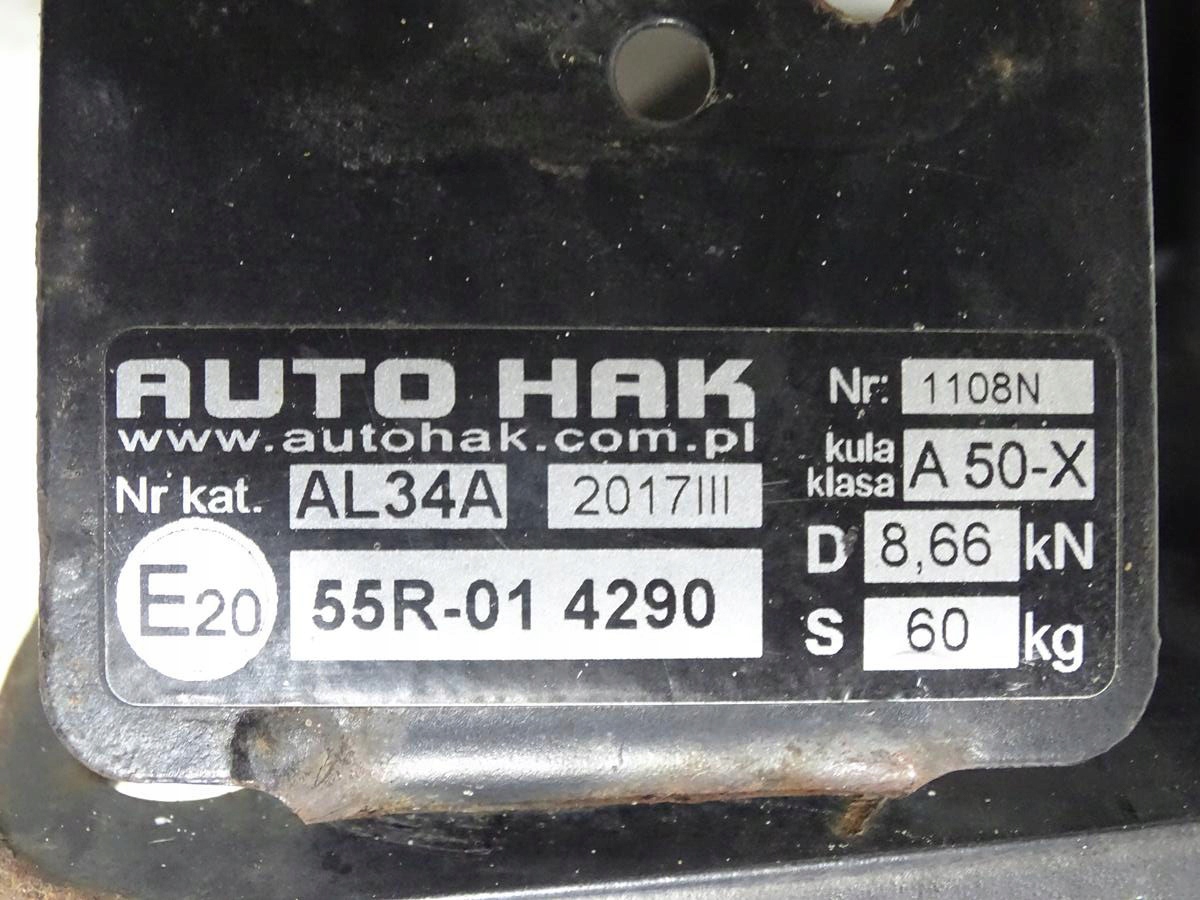 AUTO HAK
www.autohak.com.pl
Nr kat. AL34A 2017III
E20 55R-01 4290
Nr: 1108N
kula
klasa A 50-X
D 8,66 kN
S 60 kg